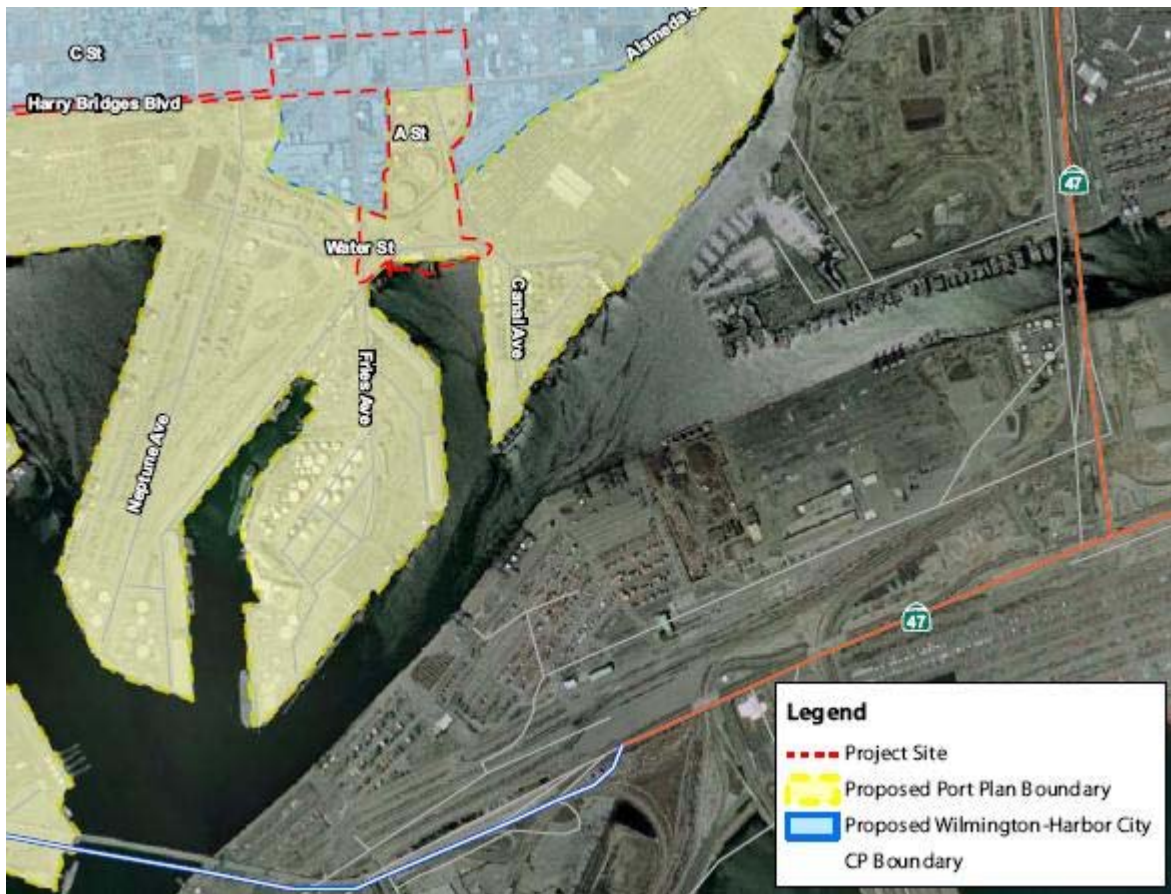 C St
Alameda S
Harry Bridges Blvd
A St
47
Water St
Canal Ave
Fries Ave
Neptune Ave
47
Legend
Project Site
Proposed Port Plan Boundary
Proposed Wilmington-Harbor City
CP Boundary